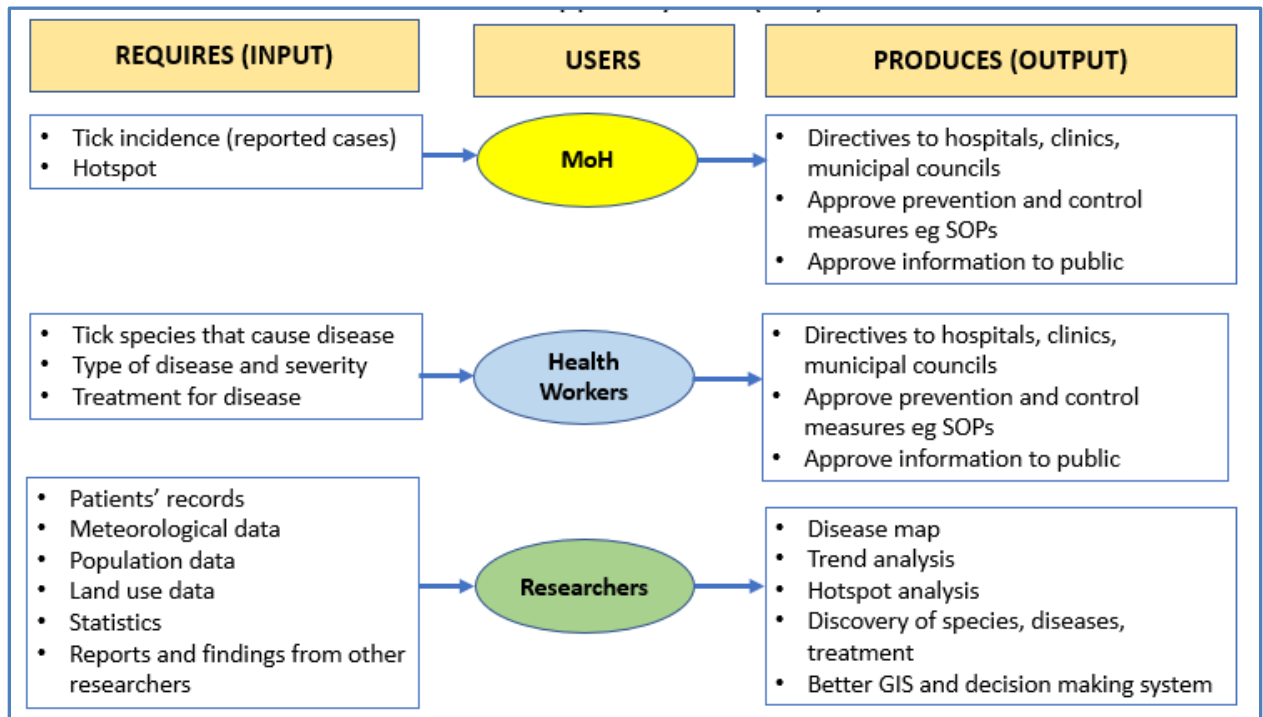 REQUIRES (INPUT)
USERS
PRODUCES (OUTPUT)
• Tick incidence (reported cases)
• Hotspot
MoH
• Directives to hospitals, clinics,
municipal councils
• Approve prevention and control
measures eg SOPs
• Approve information to public
• Tick species that cause disease
• Type of disease and severity
• Treatment for disease
Health
Workers
• Directives to hospitals, clinics,
municipal councils
• Approve prevention and control
measures eg SOPs
• Approve information to public
• Patients’ records
• Meteorological data
• Population data
• Land use data
• Statistics
• Reports and findings from other
researchers
Researchers
• Disease map
• Trend analysis
• Hotspot analysis
• Discovery of species, diseases,
treatment
• Better GIS and decision making system